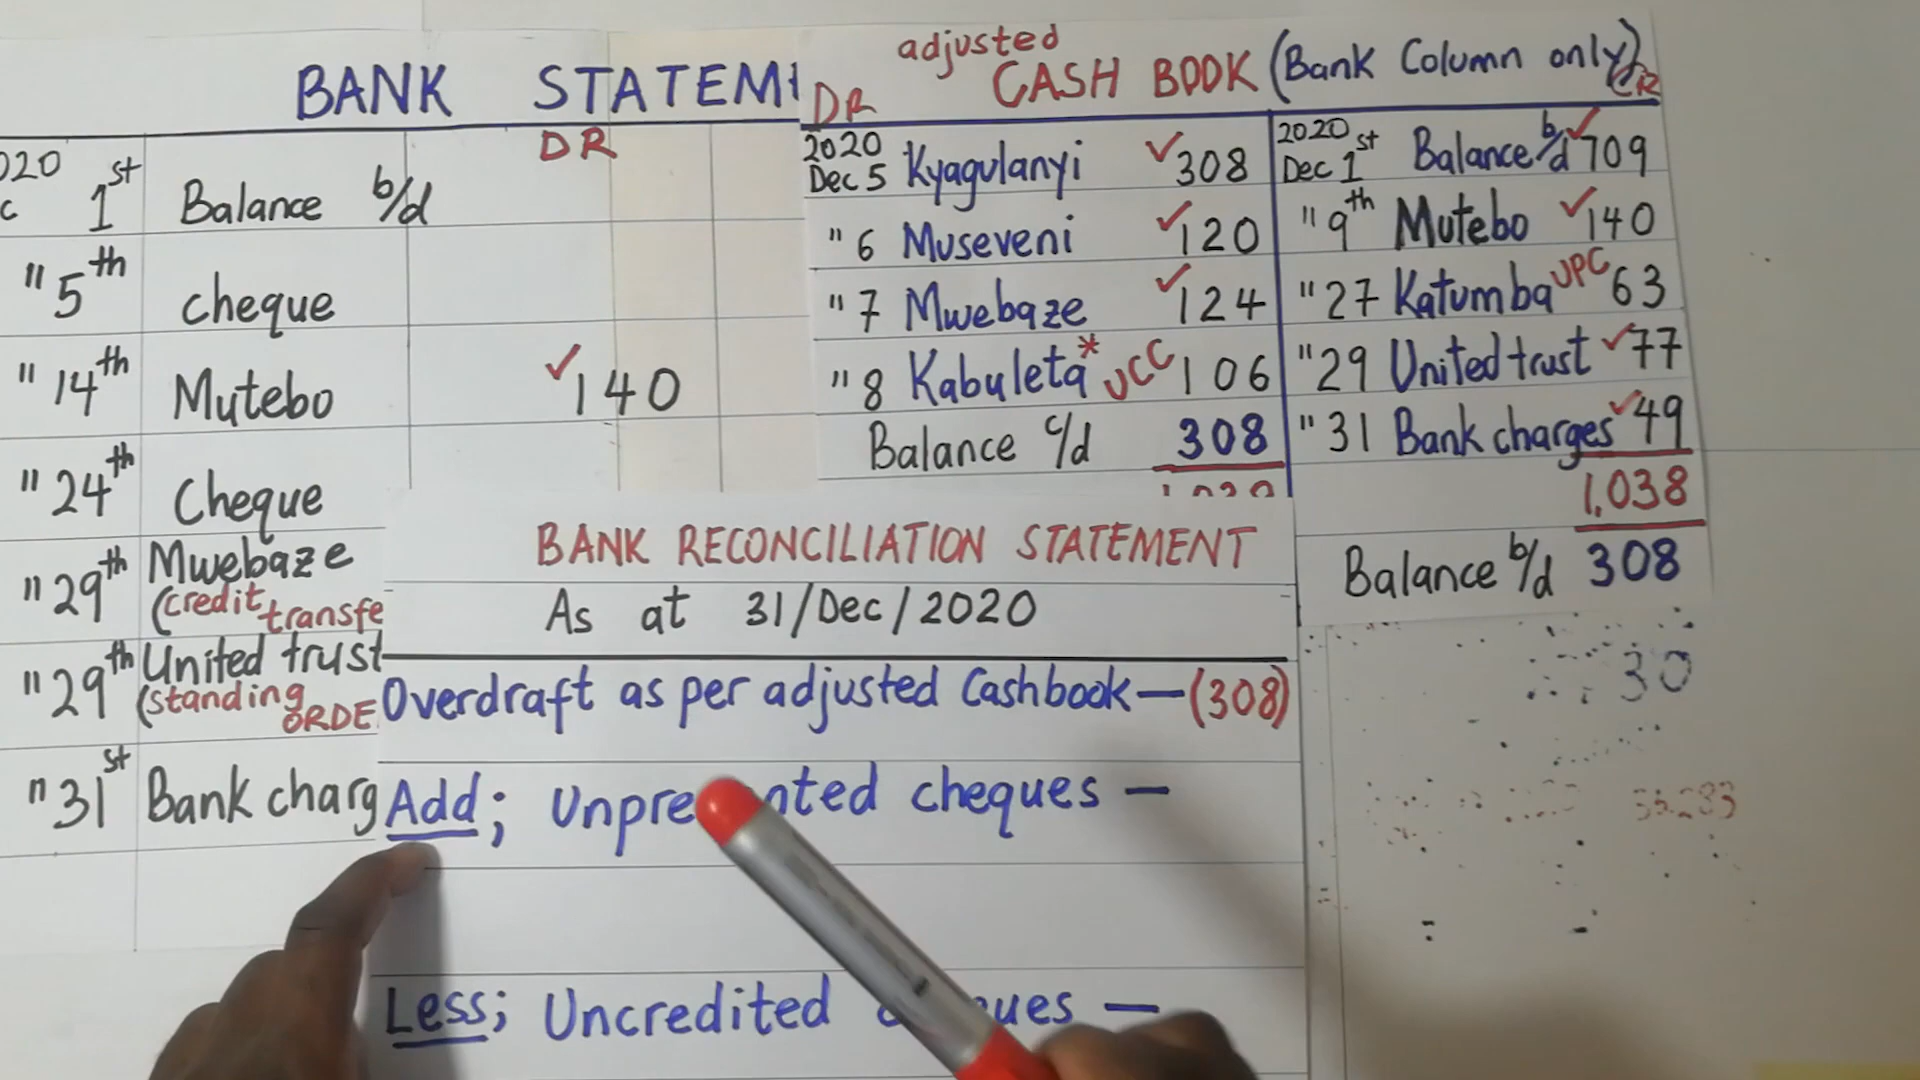 BANK STATEM
DR
020
c 1st Balance b/d
" 5th cheque
" 14th Mutebo ✓140
" 24th Cheque
" 29th Mwebaze
(credit transfe
" 29th United trust
(standing ORDE
" 31st Bank charg
adjusted
DR CASH BOOK (Bank Column only) CR
2020
Dec 5 Kyagulanyi ✓308
" 6 Museveni ✓120
" 7 Mwebaze ✓124
" 8 Kabuleta* UCC 106
Balance c/d 308
2020
Dec 1st Balance b/d ✓709
" 9th Mutebo ✓140
" 27 Katumba UPC 63
" 29 United trust ✓77
" 31 Bank charges ✓49
1,038
Balance b/d 308
BANK RECONCILIATION STATEMENT
As at 31/Dec/2020
Overdraft as per adjusted Cashbook — (308)
Add; Unpre nted cheques —
Less; Uncredited ques —
30